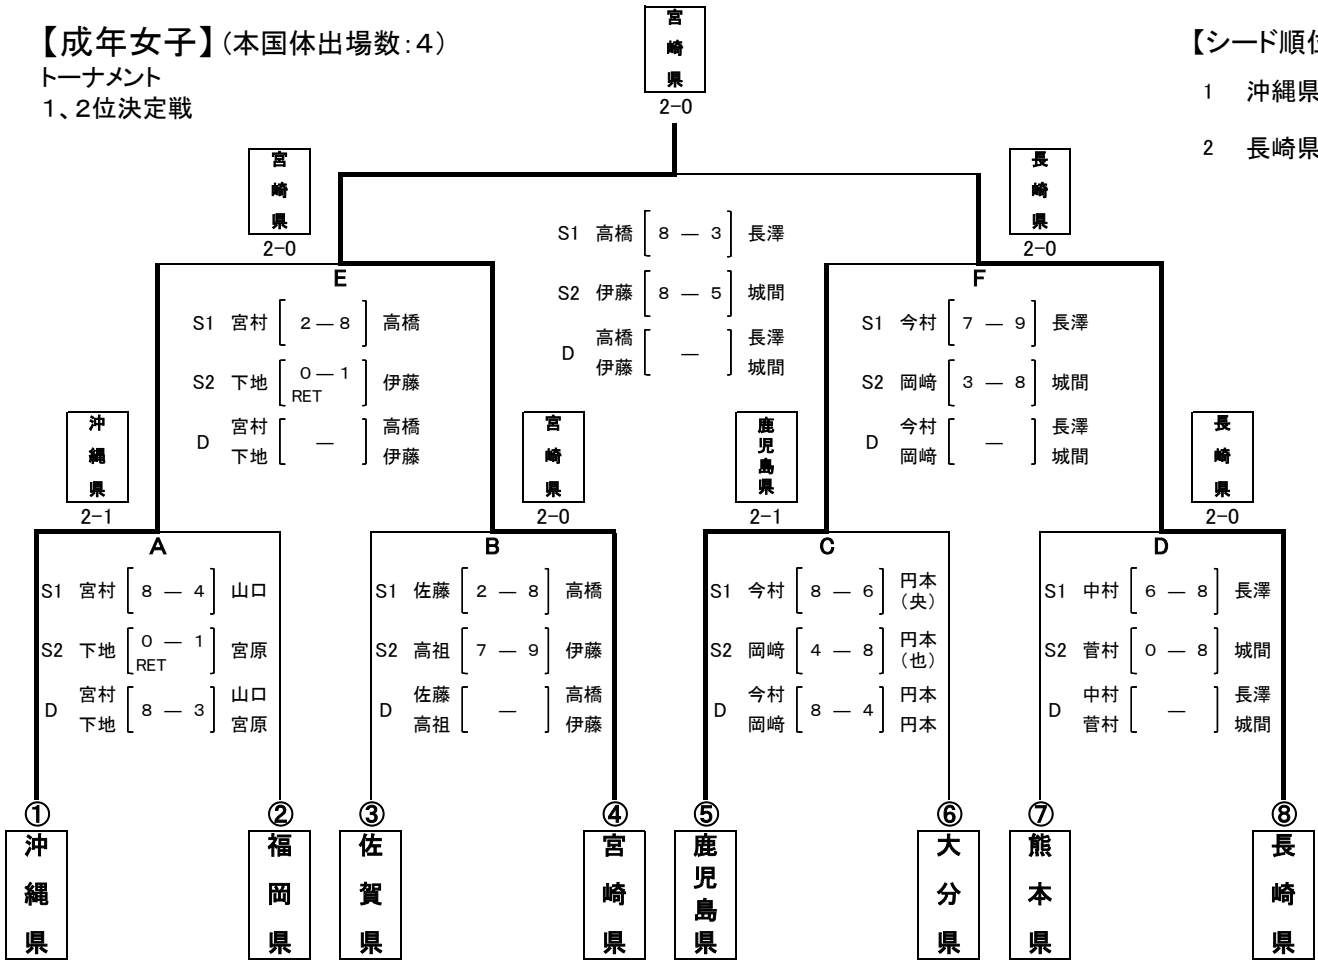 【成年女子】（本国体出場数：４）
トーナメント
１、２位決定戦
【シード順位
1 沖縄県
2 長崎県
宮崎県
2-0
宮崎県
2-0
長崎県
2-0
S1 高橋 8 — 3 長澤
S2 伊藤 8 — 5 城間
D 高橋 伊藤 — 長澤 城間
E
S1 宮村 2 — 8 高橋
S2 下地 0 — 1 RET 伊藤
D 宮村 下地 — 高橋 伊藤
F
S1 今村 7 — 9 長澤
S2 岡﨑 3 — 8 城間
D 今村 岡﨑 — 長澤 城間
沖縄県
2-1
宮崎県
2-0
鹿児島県
2-1
長崎県
2-0
A
S1 宮村 8 — 4 山口
S2 下地 0 — 1 RET 宮原
D 宮村 下地 8 — 3 山口 宮原
B
S1 佐藤 2 — 8 高橋
S2 高祖 7 — 9 伊藤
D 佐藤 高祖 — 高橋 伊藤
C
S1 今村 8 — 6 円本（央）
S2 岡﨑 4 — 8 円本（也）
D 今村 岡﨑 8 — 4 円本 円本
D
S1 中村 6 — 8 長澤
S2 菅村 0 — 8 城間
D 中村 菅村 — 長澤 城間
① 沖縄県
② 福岡県
③ 佐賀県
④ 宮崎県
⑤ 鹿児島県
⑥ 大分県
⑦ 熊本県
⑧ 長崎県